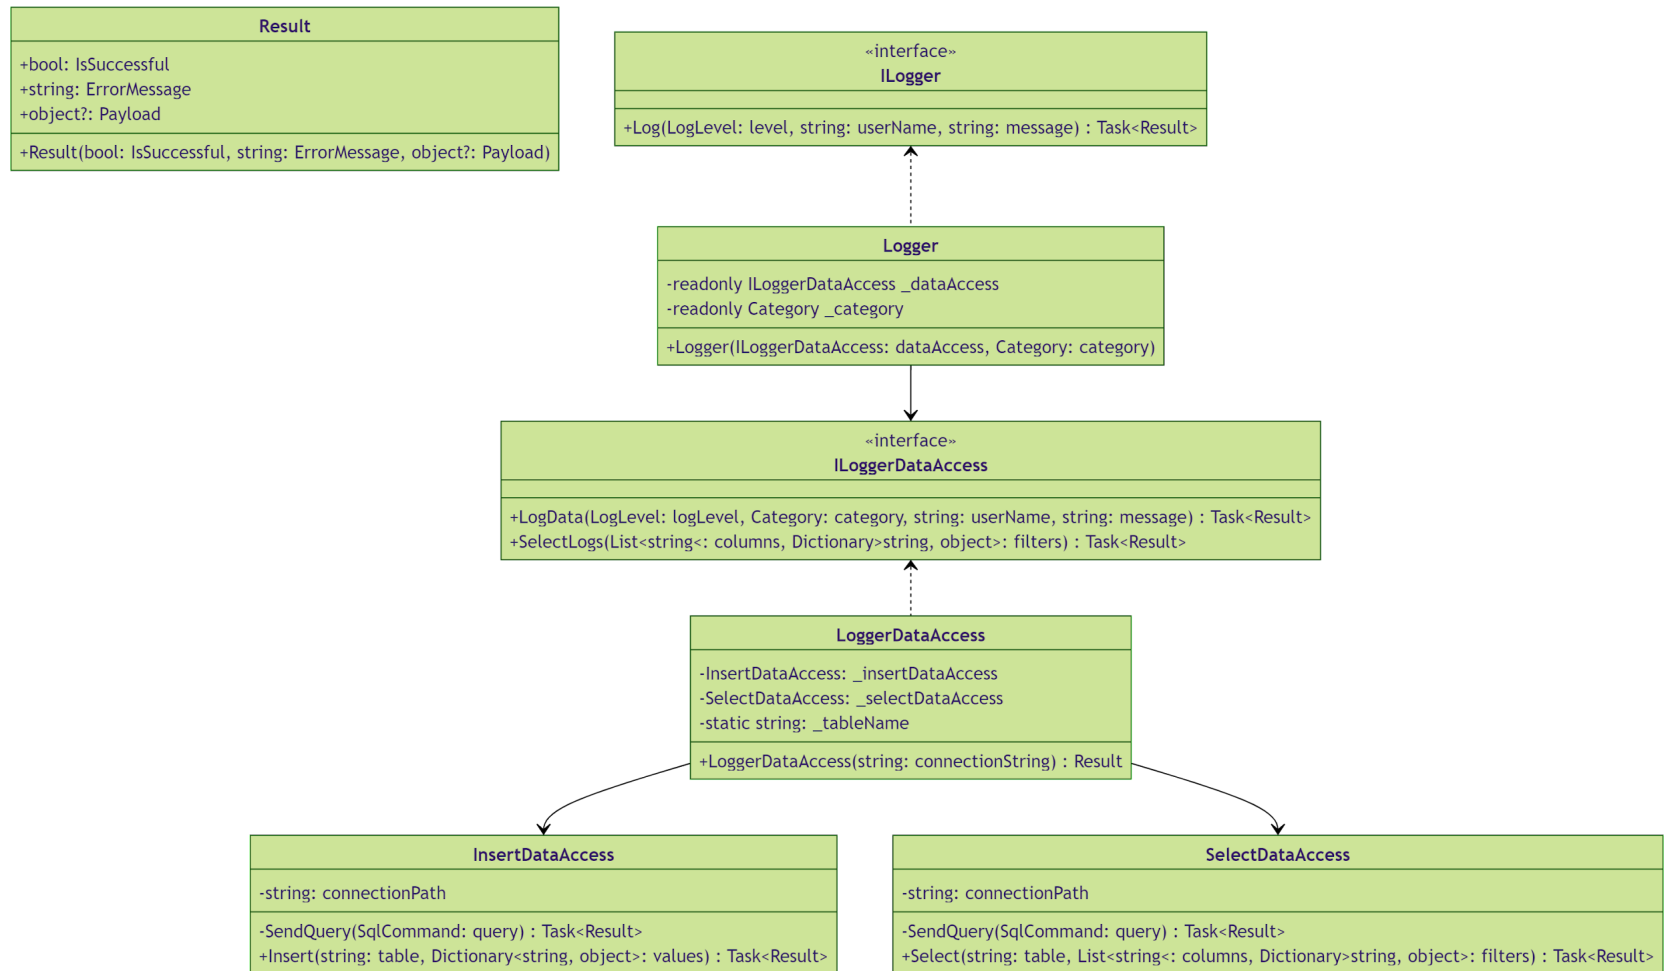 Result
+bool: IsSuccessful
+string: ErrorMessage
+object?: Payload
+Result(bool: IsSuccessful, string: ErrorMessage, object?: Payload)
«interface»
ILogger
+Log(LogLevel: level, string: userName, string: message) : Task<Result>
Logger
-readonly ILoggerDataAccess _dataAccess
-readonly Category _category
+Logger(ILoggerDataAccess: dataAccess, Category: category)
«interface»
ILoggerDataAccess
+LogData(LogLevel: logLevel, Category: category, string: userName, string: message) : Task<Result>
+SelectLogs(List<string<: columns, Dictionary>string, object>: filters) : Task<Result>
LoggerDataAccess
-InsertDataAccess: _insertDataAccess
-SelectDataAccess: _selectDataAccess
-static string: _tableName
+LoggerDataAccess(string: connectionString) : Result
InsertDataAccess
-string: connectionPath
-SendQuery(SqlCommand: query) : Task<Result>
+Insert(string: table, Dictionary<string, object>: values) : Task<Result>
SelectDataAccess
-string: connectionPath
-SendQuery(SqlCommand: query) : Task<Result>
+Select(string: table, List<string<: columns, Dictionary>string, object>: filters) : Task<Result>